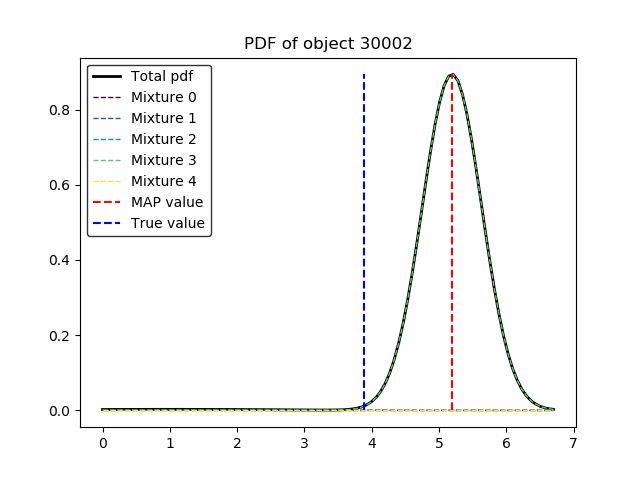 PDF of object 30002
Total pdf
Mixture 0
Mixture 1
Mixture 2
Mixture 3
Mixture 4
MAP value
True value
0.8
0.6
0.4
0.2
0.0
0 1 2 3 4 5 6 7